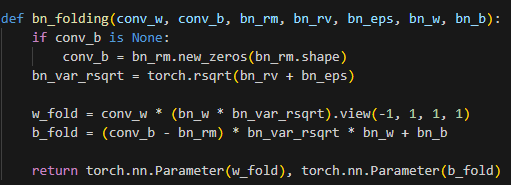 def bn_folding(conv_w, conv_b, bn_rm, bn_rv, bn_eps, bn_w, bn_b):
    if conv_b is None:
        conv_b = bn_rm.new_zeros(bn_rm.shape)
    bn_var_rsqrt = torch.rsqrt(bn_rv + bn_eps)

    w_fold = conv_w * (bn_w * bn_var_rsqrt).view(-1, 1, 1, 1)
    b_fold = (conv_b - bn_rm) * bn_var_rsqrt * bn_w + bn_b

    return torch.nn.Parameter(w_fold), torch.nn.Parameter(b_fold)